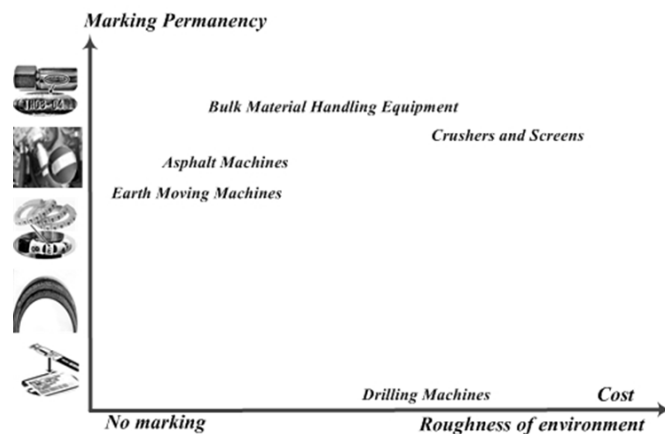 Marking Permanency
Bulk Material Handling Equipment
Crushers and Screens
Asphalt Machines
Earth Moving Machines
Drilling Machines
Cost
No marking
Roughness of environment